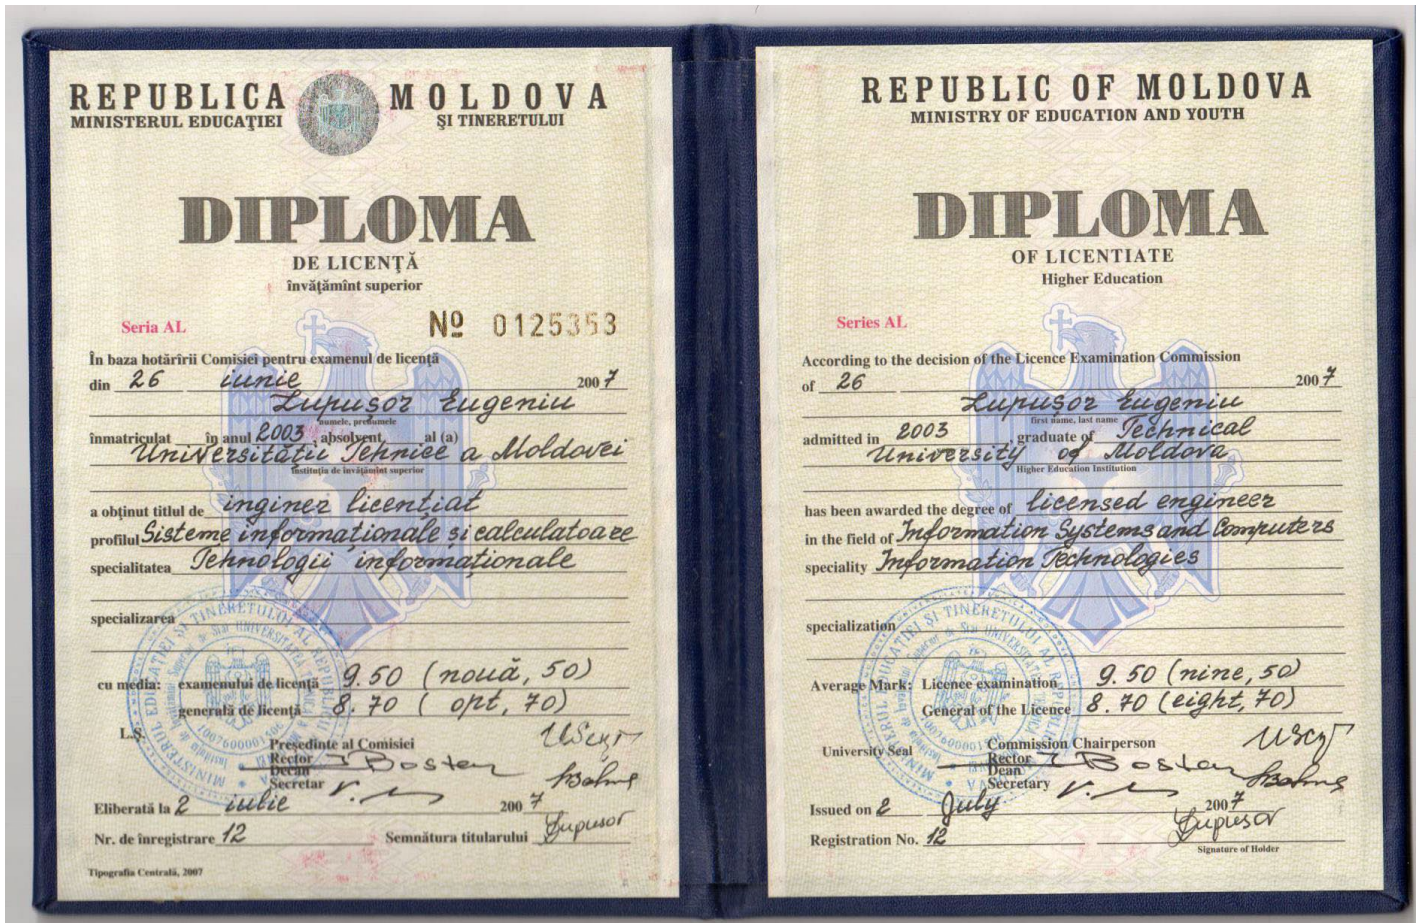 REPUBLICA MOLDOVA
MINISTERUL EDUCAŢIEI ŞI TINERETULUI
DIPLOMA
DE LICENŢĂ
învăţămînt superior
Seria AL № 0125353
În baza hotărîrii Comisiei pentru examenul de licenţă
din 26 iunie 2007
Lupuşor Eugeniu
numele, prenumele
înmatriculat în anul 2003, absolvent al (a)
Universităţii Tehnice a Moldovei
instituţia de învăţămînt superior
a obţinut titlul de inginer licenţiat
profilul Sisteme informaţionale şi calculatoare
specialitatea Tehnologii informaţionale
specializarea
cu media: examenului de licenţă 9.50 (nouă, 50)
generală de licenţă 8.70 (opt, 70)
L.Ş.
Preşedinte al Comisiei
Rector
Decan
Secretar
Eliberată la 2 iulie 2007
Nr. de înregistrare 12 Semnătura titularului Lupusor
Tipografia Centrală, 2007
REPUBLIC OF MOLDOVA
MINISTRY OF EDUCATION AND YOUTH
DIPLOMA
OF LICENTIATE
Higher Education
Series AL
According to the decision of the Licence Examination Commission
of 26 2007
Lupuşor Eugeniu
first name, last name
admitted in 2003, graduate of Technical
University of Moldova
Higher Education Institution
has been awarded the degree of licensed engineer
in the field of Information Systems and Computers
speciality Information Technologies
specialization
Average Mark: Licence examination 9.50 (nine, 50)
General of the Licence 8.70 (eight, 70)
University Seal
Commission Chairperson
Rector
Dean
Secretary
Issued on 2 July 2007
Registration No. 12 Lupusor
Signature of Holder